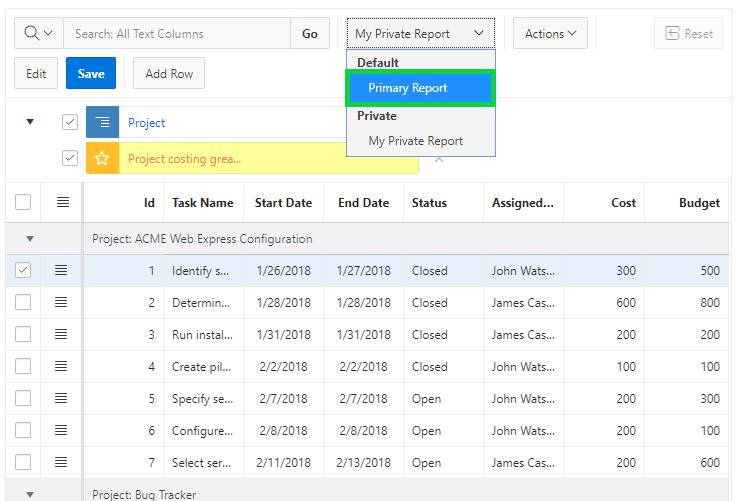 Search: All Text Columns Go My Private Report Actions Reset
Default
Edit Save Add Row Primary Report
Private
Project
My Private Report
Project costing grea...
Id Task Name Start Date End Date Status Assigned... Cost Budget
Project: ACME Web Express Configuration
1 Identify s... 1/26/2018 1/27/2018 Closed John Wats... 300 500
2 Determin... 1/28/2018 1/28/2018 Closed James Cas... 600 800
3 Run instal... 1/31/2018 1/31/2018 Closed James Cas... 200 200
4 Create pil... 2/2/2018 2/2/2018 Closed John Wats... 100 100
5 Specify se... 2/7/2018 2/7/2018 Open John Wats... 200 300
6 Configure... 2/8/2018 2/8/2018 Open John Wats... 200 100
7 Select ser... 2/11/2018 2/13/2018 Open James Cas... 200 600
Project: Bug Tracker